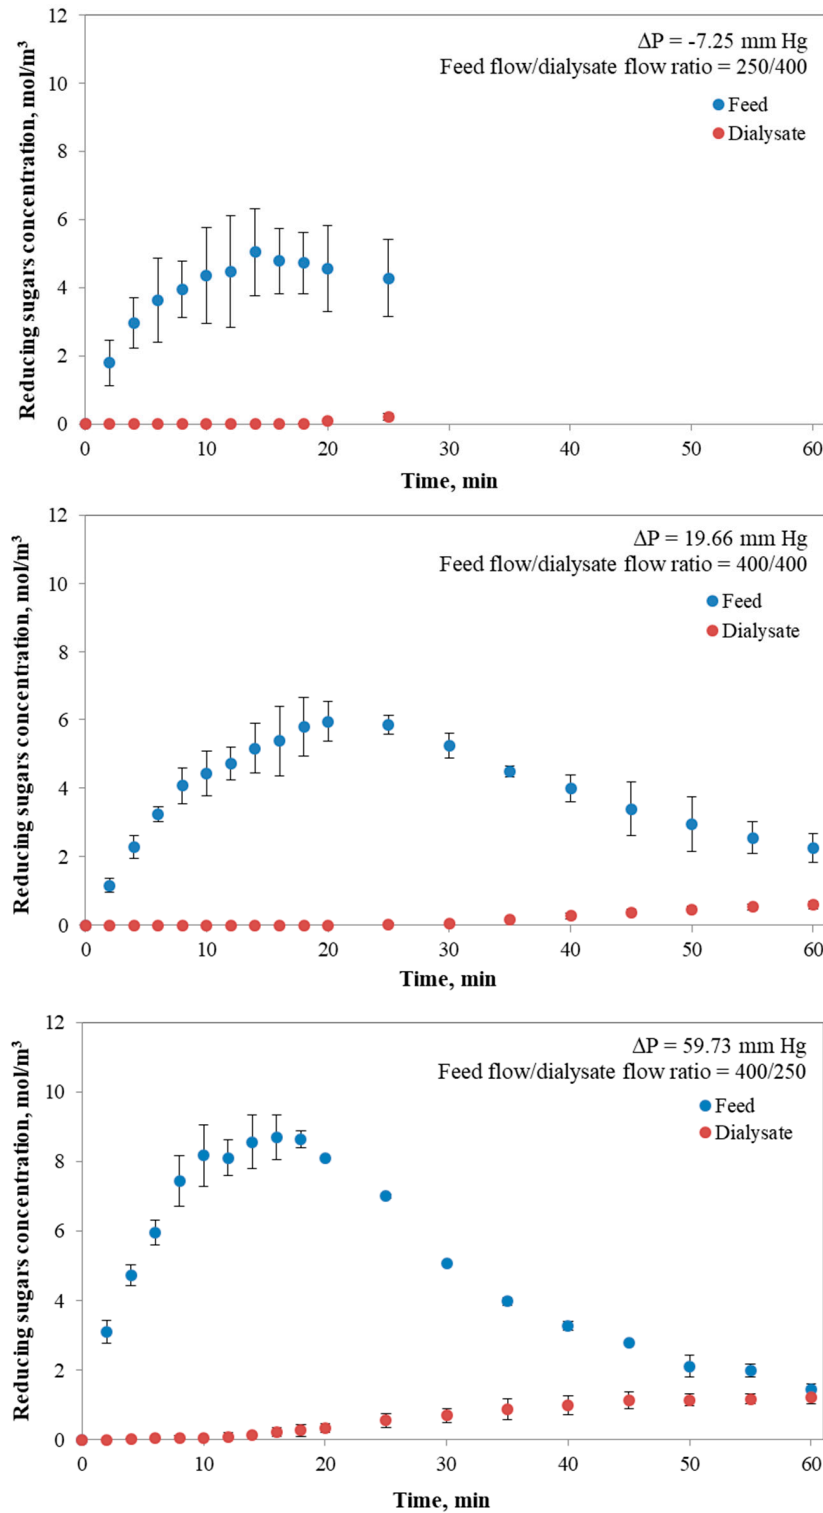 Reducing sugars concentration, mol/m³
12
10
8
6
4
2
0
ΔP = -7.25 mm Hg
Feed flow/dialysate flow ratio = 250/400
Feed
Dialysate
0 10 20 30 40 50 60
Time, min
Reducing sugars concentration, mol/m³
12
10
8
6
4
2
0
ΔP = 19.66 mm Hg
Feed flow/dialysate flow ratio = 400/400
Feed
Dialysate
0 10 20 30 40 50 60
Time, min
Reducing sugars concentration, mol/m³
12
10
8
6
4
2
0
ΔP = 59.73 mm Hg
Feed flow/dialysate flow ratio = 400/250
Feed
Dialysate
0 10 20 30 40 50 60
Time, min